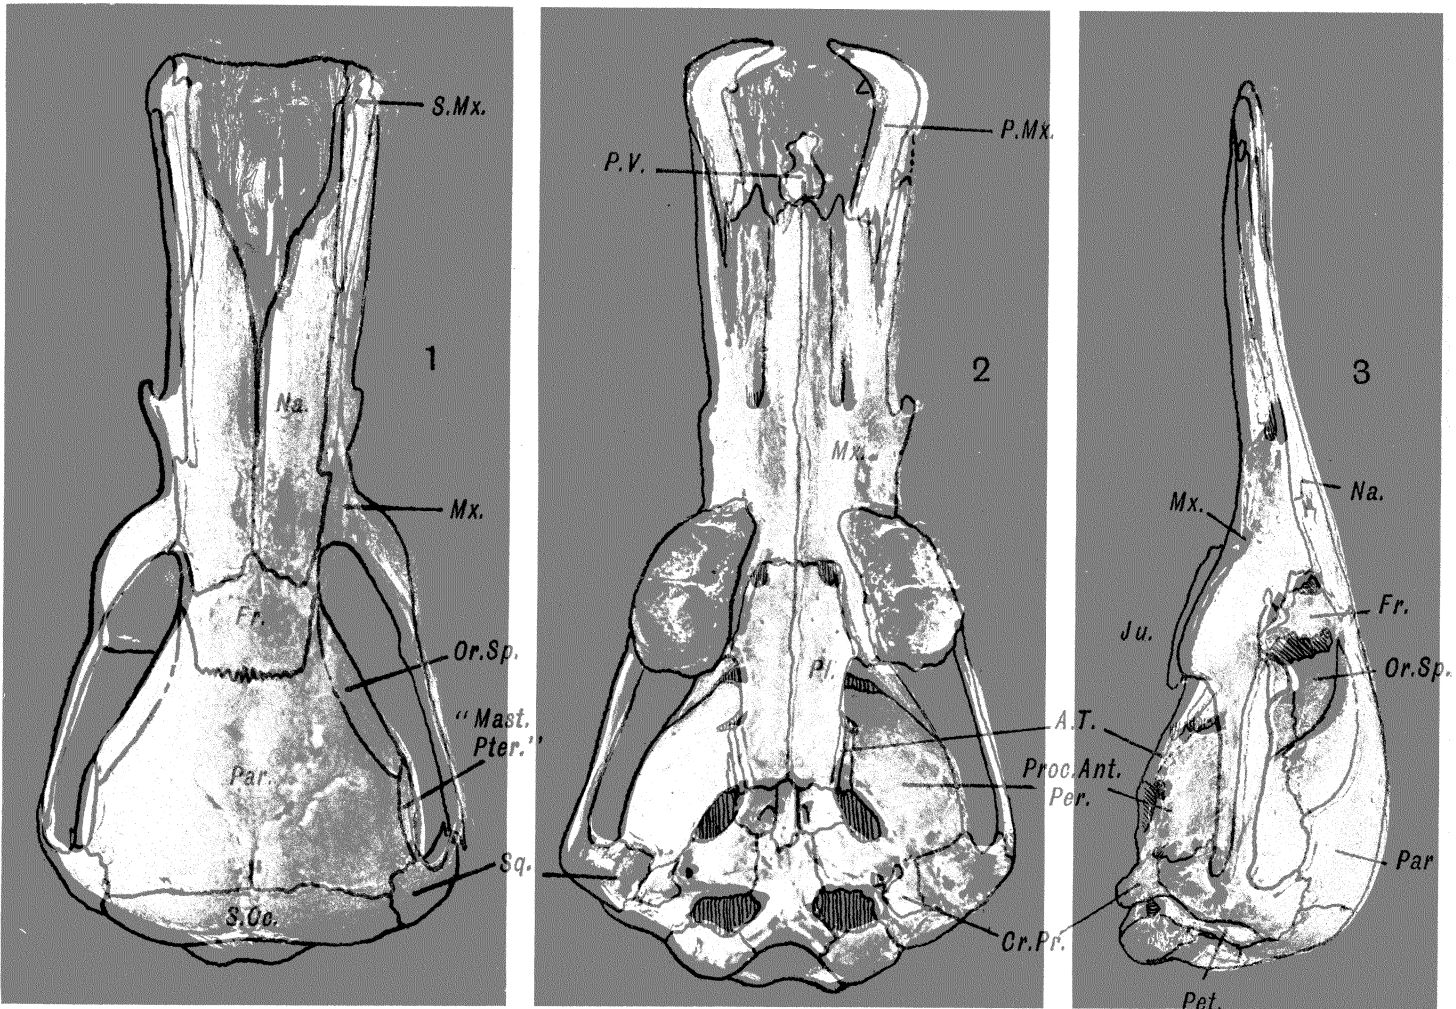 S.Mx.
1
Na.
Mx.
Fr.
Or.Sp.
"Mast.
Pter."
Par.
Sq.
S.Oc.
P.Mx.
P.V.
2
Mx.
Pl.
A.T.
Proc.Ant.
Per.
Cr.Pr.
3
Na.
Mx.
Fr.
Ju.
Or.Sp.
Par
Pet.